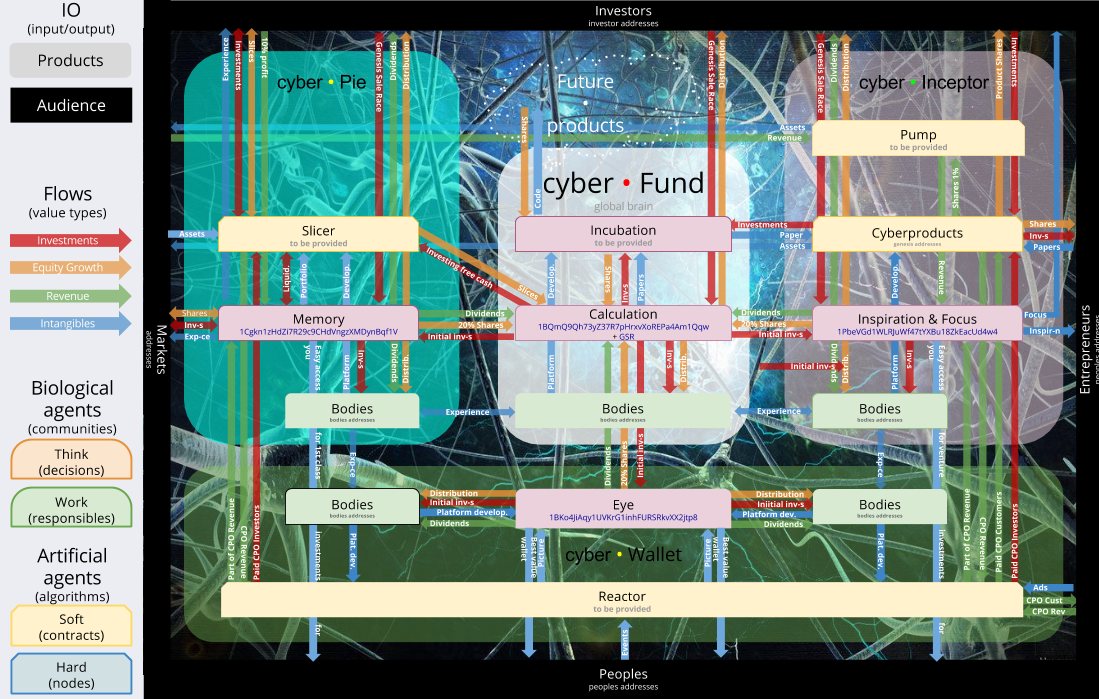 IO
(input/output)
Products
Audience
Flows
(value types)
Investments
Equity Growth
Revenue
Intangibles
Biological
agents
(communities)
Think
(decisions)
Work
(responsibles)
Artificial
agents
(algorithms)
Soft
(contracts)
Hard
(nodes)
Investors
investor addresses
Experience
Investments
Slices
10% profit
Genesis Sale Race
Dividends
Distribution
cyber • Pie
Future
products
Shares
Code
Genesis Sale Race
Distribution
Genesis Sale Race
Dividends
Distribution
cyber • Inceptor
Product Shares
Investments
Assets
Revenue
Pump
to be provided
Shares 1%
cyber • Fund
global brain
Assets
Slicer
to be provided
Incubation
to be provided
Investments
Paper
Assets
Cyberproducts
genesis addresses
Shares
Inv-s
Papers
Investing free cash
Slices
Liquid.
Portfolio
Develop.
Develop.
Shares
Inv-s
Papers
Develop.
Revenue
Shares
Inv-s
Exp-ce
Markets
addresses
Memory
1Cgkn1zHdZi7R29c9CHdVngzXMDynBqf1V
Dividends
20% Shares
Initial inv-s
Calculation
1BQmQ9Qh73yZ37R7pHrxvXoREPa4Am1Qqw
+ GSR
Dividends
20% Shares
Initial inv-s
Inspiration & Focus
1PbeVGd1WLRJuWf47tYXBu18ZkEacUd4w4
Focus
Inspir-n
Entrepreneurs
peoples addresses
Easy access
you
Platform
Inv-s
Dividends
Distrib.
Platform
Inv-s
Distrib.
Initial inv-s
Dividends
Distrib.
Platform
Inv-s
Easy access
you
Bodies
bodies addresses
Experience
Bodies
bodies addresses
Experience
Bodies
bodies addresses
for 1st class
Exp-ce
Dividends
20% Shares
Initial inv-s
Exp-ce
for venture
Bodies
bodies addresses
Distribution
Initial inv-s
Platform develop.
Dividends
Eye
1BKo4JiAqy1UVKrG1inhFURSRkvXX2jtp8
Distribution
Initial inv-s
Platform dev.
Dividends
Bodies
bodies addresses
Part of CPO Revenue
CPO Revenue
Paid CPO Investors
Investments
Plat. dev.
wallet
Best value
Picture
cyber • Wallet
Picture
wallet
Best value
Plat. dev.
Investments
Part of CPO Revenue
CPO Revenue
Paid CPO Customers
Paid CPO Investors
Reactor
to be provided
Ads
CPO Cust
CPO Rev
for
Events
for
Peoples
peoples addresses